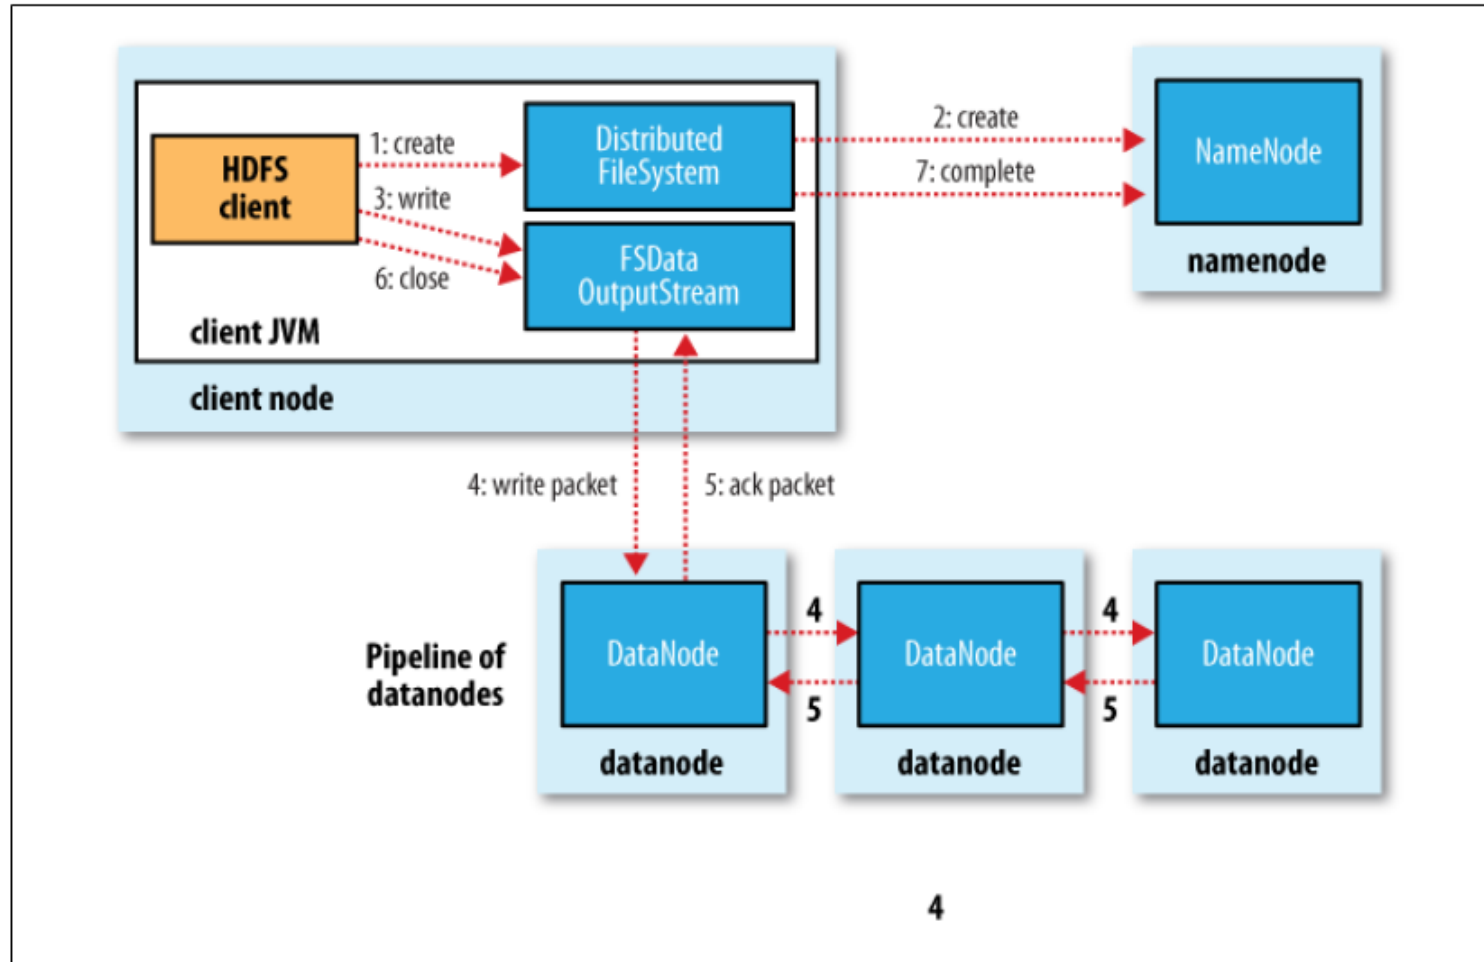 1: create
HDFS
client
3: write
6: close
Distributed
FileSystem
FSData
OutputStream
client JVM
client node
2: create
7: complete
NameNode
namenode
4: write packet
5: ack packet
Pipeline of
datanodes
DataNode
datanode
4
5
DataNode
datanode
4
5
DataNode
datanode
4